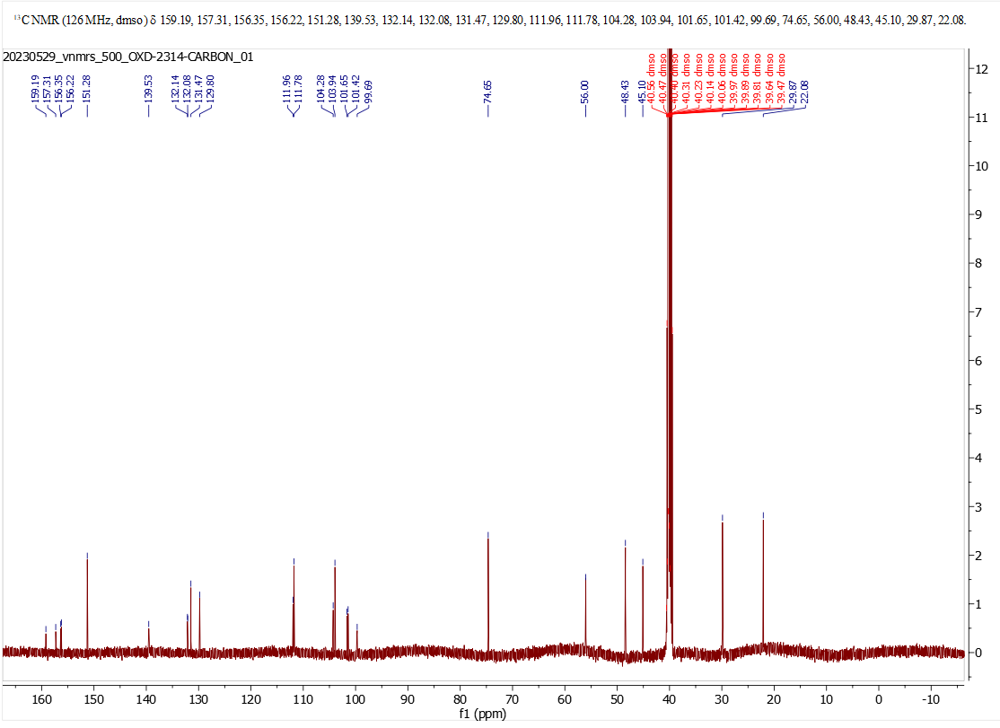 ¹³C NMR (126 MHz, dmso) δ 159.19, 157.31, 156.35, 156.22, 151.28, 139.53, 132.14, 132.08, 131.47, 129.80, 111.96, 111.78, 104.28, 103.94, 101.65, 101.42, 99.69, 74.65, 56.00, 48.43, 45.10, 29.87, 22.08.
20230529_vnmrs_500_OXD-2314-CARBON_01
159.19
157.31
156.35
156.22
151.28
139.53
132.14
132.08
131.47
129.80
111.96
111.78
104.28
103.94
101.65
101.42
99.69
74.65
56.00
48.43
45.10
40.56 dmso
40.47 dmso
40.40 dmso
40.31 dmso
40.23 dmso
40.14 dmso
40.06 dmso
39.97 dmso
39.89 dmso
39.81 dmso
39.64 dmso
39.47 dmso
29.87
22.08
12
11
10
9
8
7
6
5
4
3
2
1
0
160 150 140 130 120 110 100 90 80 70 60 50 40 30 20 10 0 -10
f1 (ppm)